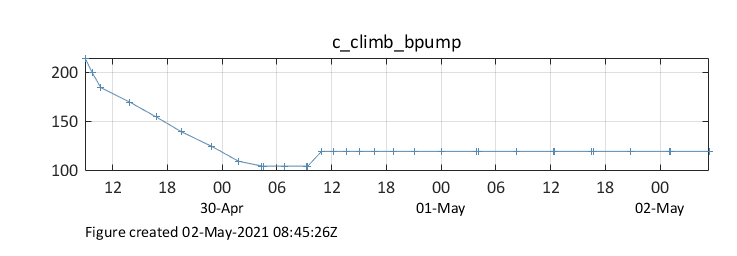 c_climb_bpump
200
150
100
12 18 00 06 12 18 00 06 12 18 00
30-Apr 01-May 02-May
Figure created 02-May-2021 08:45:26Z